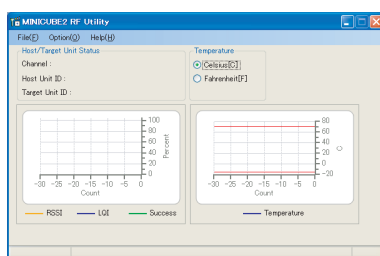 MINICUBE2 RF Utility
File(F) Option(O) Help(H)
Host/Target Unit Status
Channel :
Host Unit ID :
Target Unit ID :
Temperature
Celsius[C]
Fahrenheit[F]
100
80
60
40
20
0
Percent
-30 -25 -20 -15 -10 -5 0
Count
RSSI LQI Success
80
60
40
20
0
-20
C
-30 -25 -20 -15 -10 -5 0
Count
Temperature